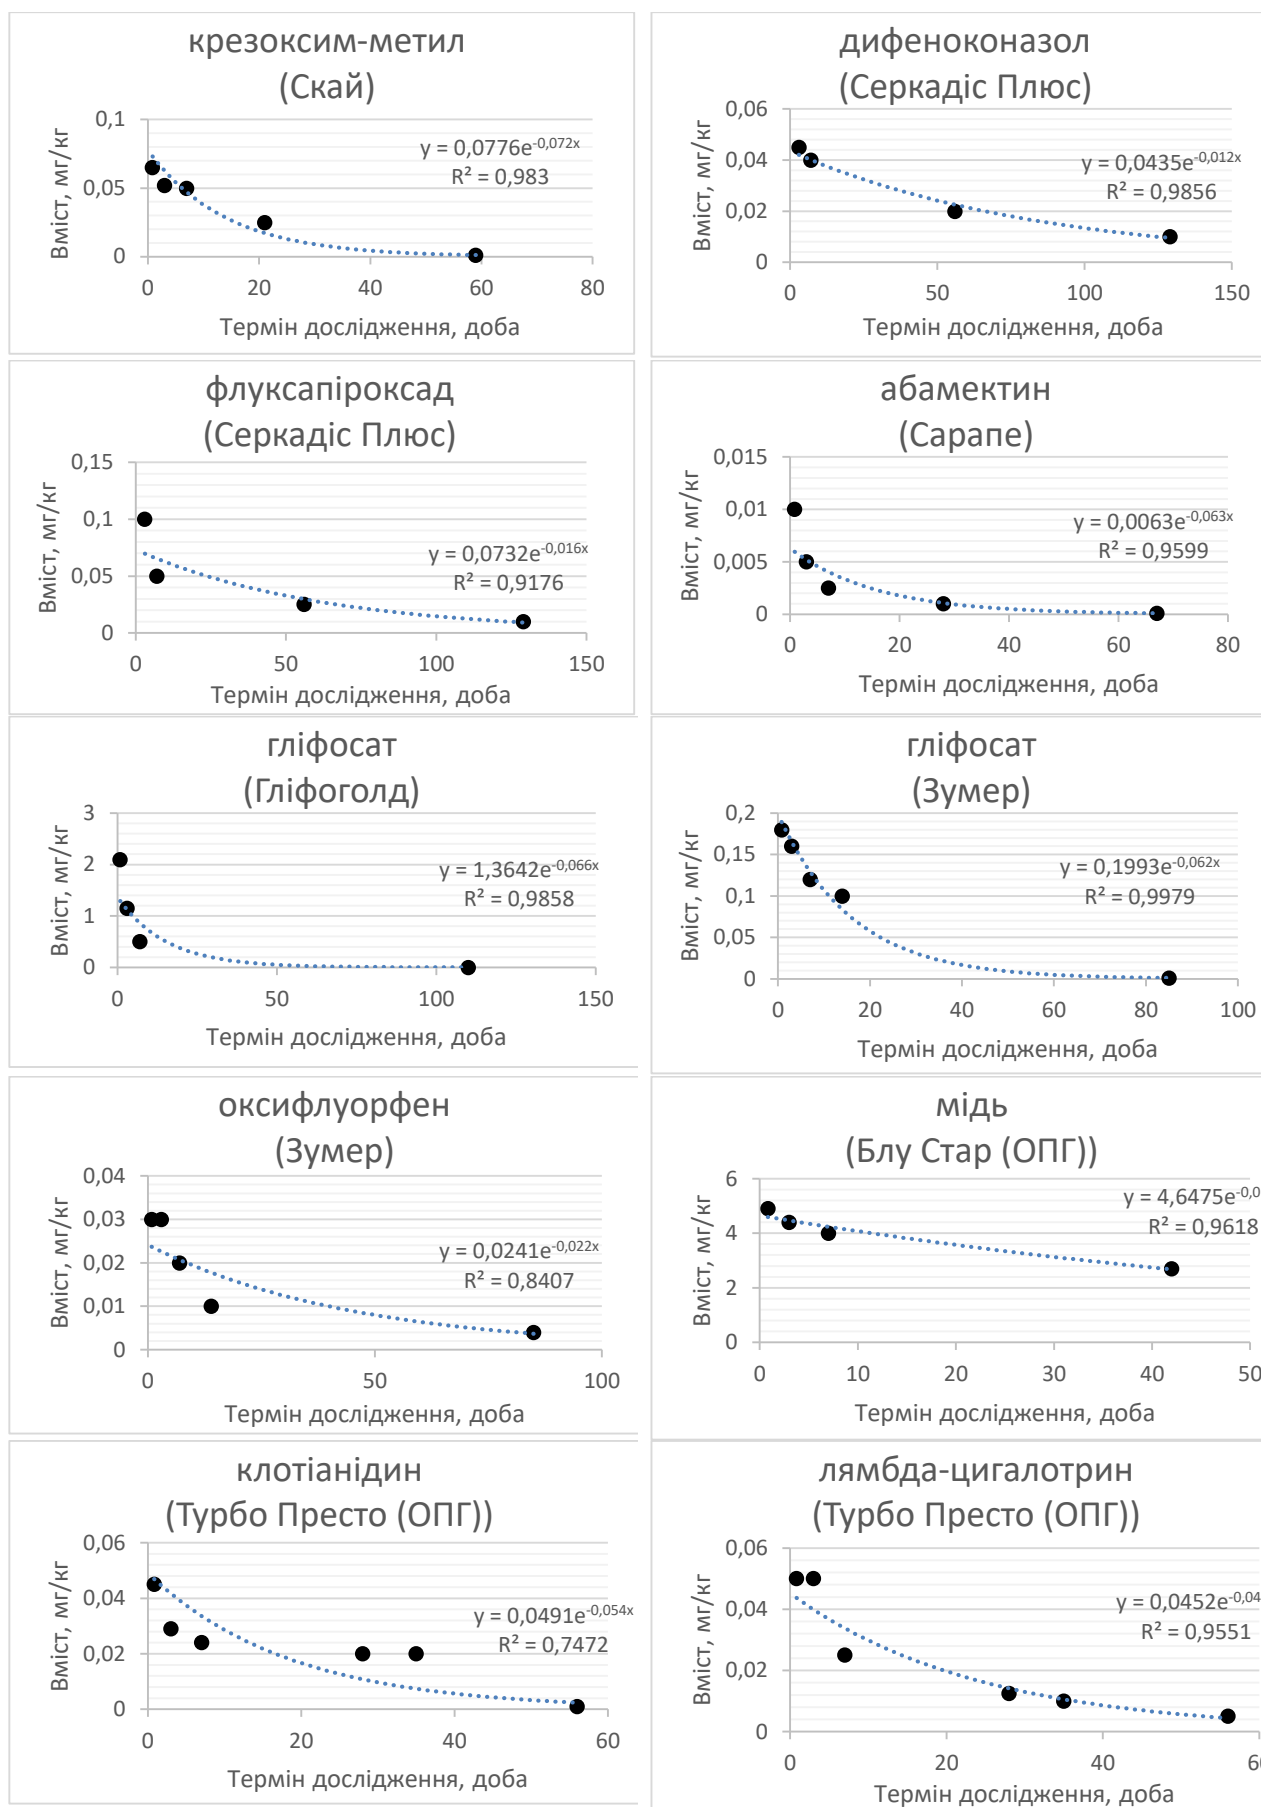 крезоксим-метил
(Скай)
Вміст, мг/кг
0,1
0,05
0
y = 0,0776e-0,072x
R² = 0,983
0 20 40 60 80
Термін дослідження, доба
дифеноконазол
(Серкадіс Плюс)
Вміст, мг/кг
0,06
0,04
0,02
0
y = 0,0435e-0,012x
R² = 0,9856
0 50 100 150
Термін дослідження, доба
флуксапіроксад
(Серкадіс Плюс)
Вміст, мг/кг
0,15
0,1
0,05
0
y = 0,0732e-0,016x
R² = 0,9176
0 50 100 150
Термін дослідження, доба
абамектин
(Сарапе)
Вміст, мг/кг
0,015
0,01
0,005
0
y = 0,0063e-0,063x
R² = 0,9599
0 20 40 60 80
Термін дослідження, доба
гліфосат
(Гліфоголд)
Вміст, мг/кг
3
2
1
0
y = 1,3642e-0,066x
R² = 0,9858
0 50 100 150
Термін дослідження, доба
гліфосат
(Зумер)
Вміст, мг/кг
0,2
0,15
0,1
0,05
0
y = 0,1993e-0,062x
R² = 0,9979
0 20 40 60 80 100
Термін дослідження, доба
оксифлуорфен
(Зумер)
Вміст, мг/кг
0,04
0,03
0,02
0,01
0
y = 0,0241e-0,022x
R² = 0,8407
0 50 100
Термін дослідження, доба
мідь
(Блу Стар (ОПГ))
Вміст, мг/кг
6
4
2
0
y = 4,6475e-0,0
R² = 0,9618
0 10 20 30 40 50
Термін дослідження, доба
клотіанідин
(Турбо Престо (ОПГ))
Вміст, мг/кг
0,06
0,04
0,02
0
y = 0,0491e-0,054x
R² = 0,7472
0 20 40 60
Термін дослідження, доба
лямбда-цигалотрин
(Турбо Престо (ОПГ))
Вміст, мг/кг
0,06
0,04
0,02
0
y = 0,0452e-0,04
R² = 0,9551
0 20 40
Термін дослідження, доба